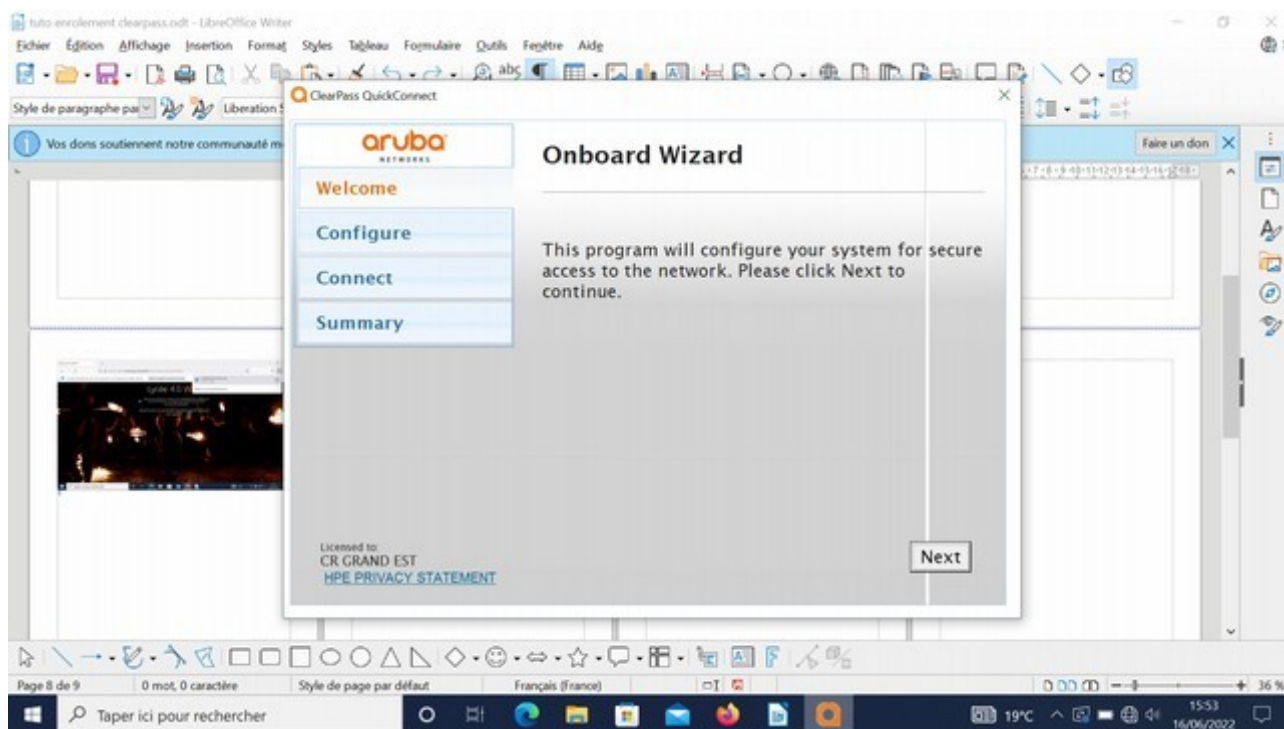 tuto enrolement clearpass.odt - LibreOffice Writer
Fichier Édition Affichage Insertion Format Styles Tableau Formulaire Outils Fenêtre Aide
Style de paragraphe par
Liberation S
ClearPass QuickConnect
Vos dons soutiennent notre communauté m
Faire un don
aruba
NETWORKS
Welcome
Configure
Connect
Summary
Onboard Wizard
This program will configure your system for secure
access to the network. Please click Next to
continue.
Licensed to:
CR GRAND EST
HPE PRIVACY STATEMENT
Next
Page 8 de 9 0 mot, 0 caractère Style de page par défaut Français (France) 36 %
Taper ici pour rechercher
19°C
15:53
16/06/2022